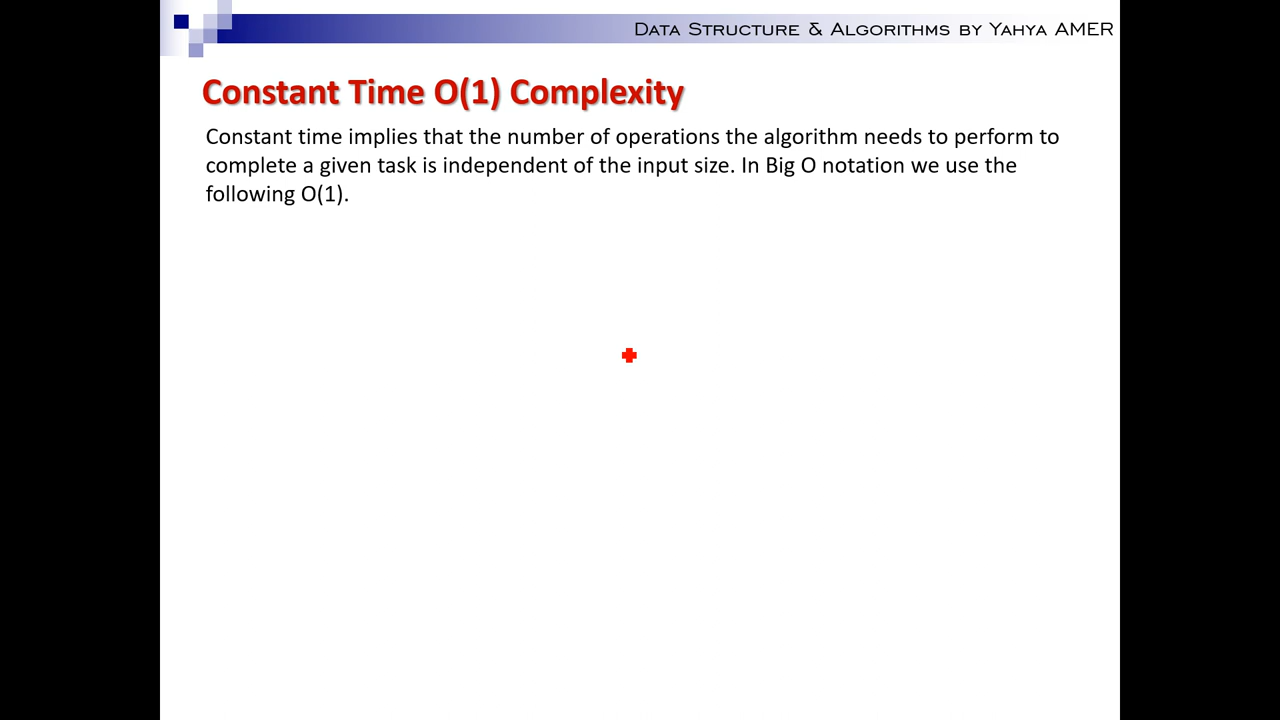 Data Structure & Algorithms by Yahya AMER
Constant Time O(1) Complexity
Constant time implies that the number of operations the algorithm needs to perform to
complete a given task is independent of the input size. In Big O notation we use the
following O(1).